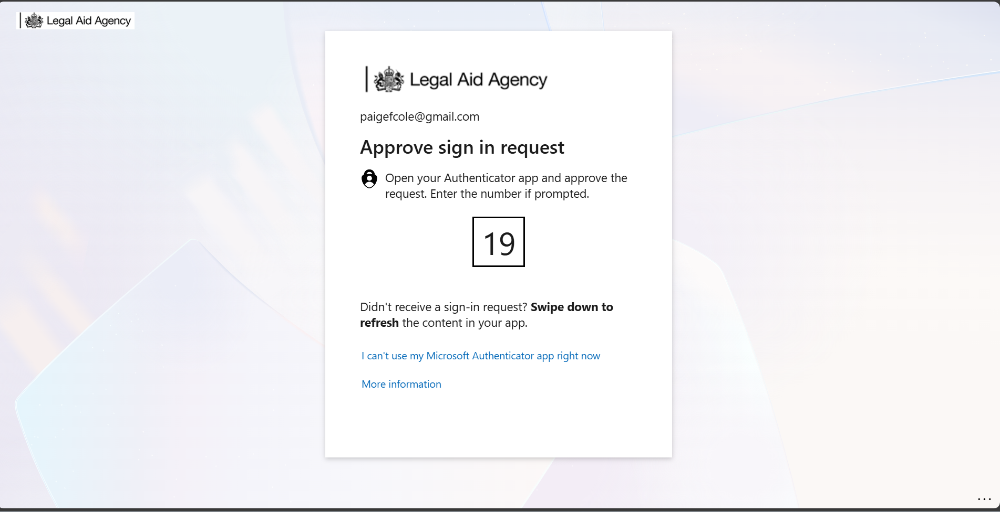 Legal Aid Agency
Legal Aid Agency
paigefcole@gmail.com
Approve sign in request
Open your Authenticator app and approve the
request. Enter the number if prompted.
19
Didn't receive a sign-in request? Swipe down to
refresh the content in your app.
I can't use my Microsoft Authenticator app right now
More information